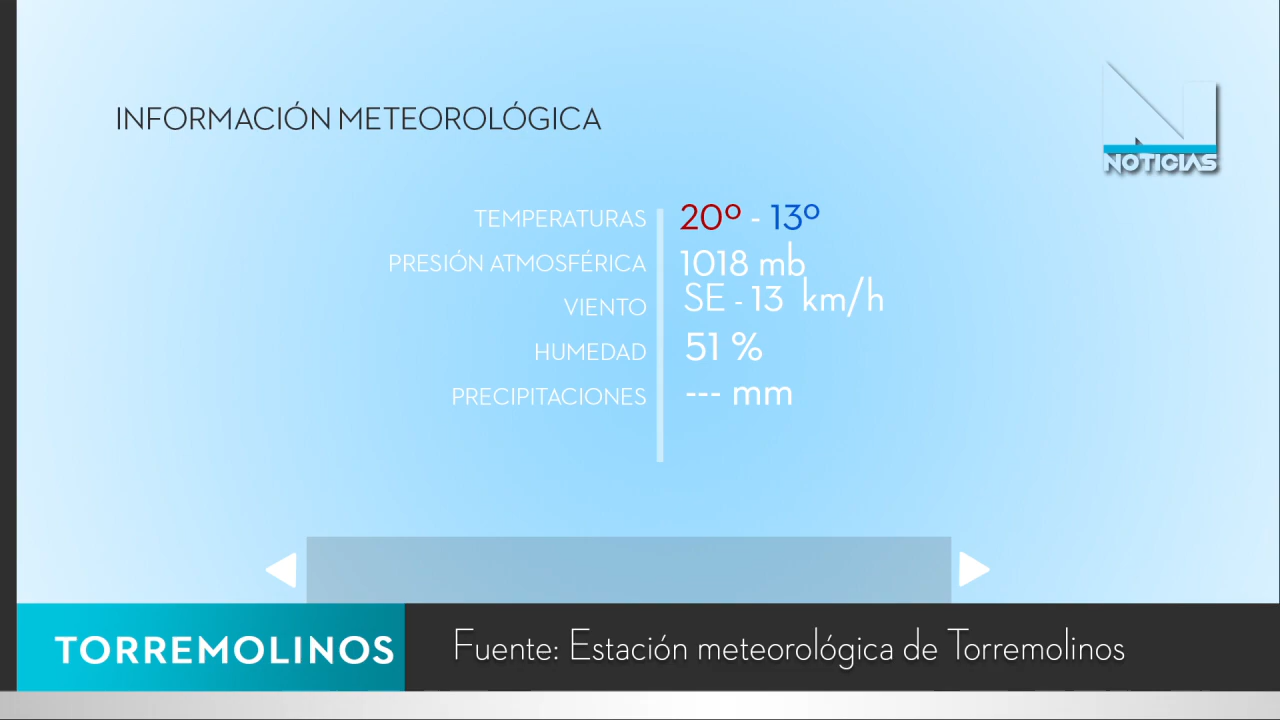 INFORMACIÓN METEOROLÓGICA
N
NOTICIAS
TEMPERATURAS 20º - 13º
PRESIÓN ATMOSFÉRICA 1018 mb
VIENTO SE - 13 km/h
HUMEDAD 51 %
PRECIPITACIONES --- mm
TORREMOLINOS Fuente: Estación meteorológica de Torremolinos